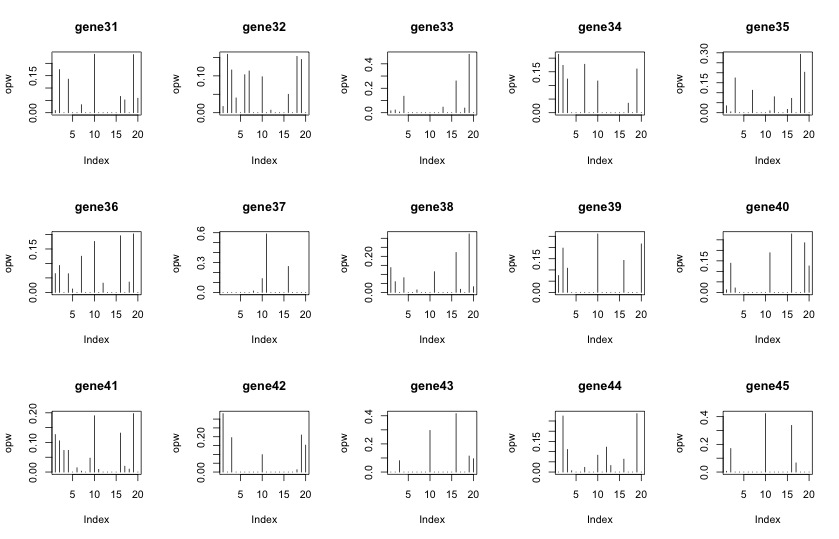 gene31 gene32 gene33 gene34 gene35
opw 0.00 0.15 opw 0.00 0.10 opw 0.0 0.2 0.4 opw 0.00 0.15 opw 0.00 0.15 0.30
5 10 15 20 5 10 15 20 5 10 15 20 5 10 15 20 5 10 15 20
Index Index Index Index Index
gene36 gene37 gene38 gene39 gene40
opw 0.00 0.15 opw 0.0 0.3 0.6 opw 0.00 0.20 opw 0.00 0.15 opw 0.00 0.15
5 10 15 20 5 10 15 20 5 10 15 20 5 10 15 20 5 10 15 20
Index Index Index Index Index
gene41 gene42 gene43 gene44 gene45
opw 0.00 0.10 0.20 opw 0.00 0.20 opw 0.0 0.2 0.4 opw 0.00 0.15 opw 0.0 0.2 0.4
5 10 15 20 5 10 15 20 5 10 15 20 5 10 15 20 5 10 15 20
Index Index Index Index Index